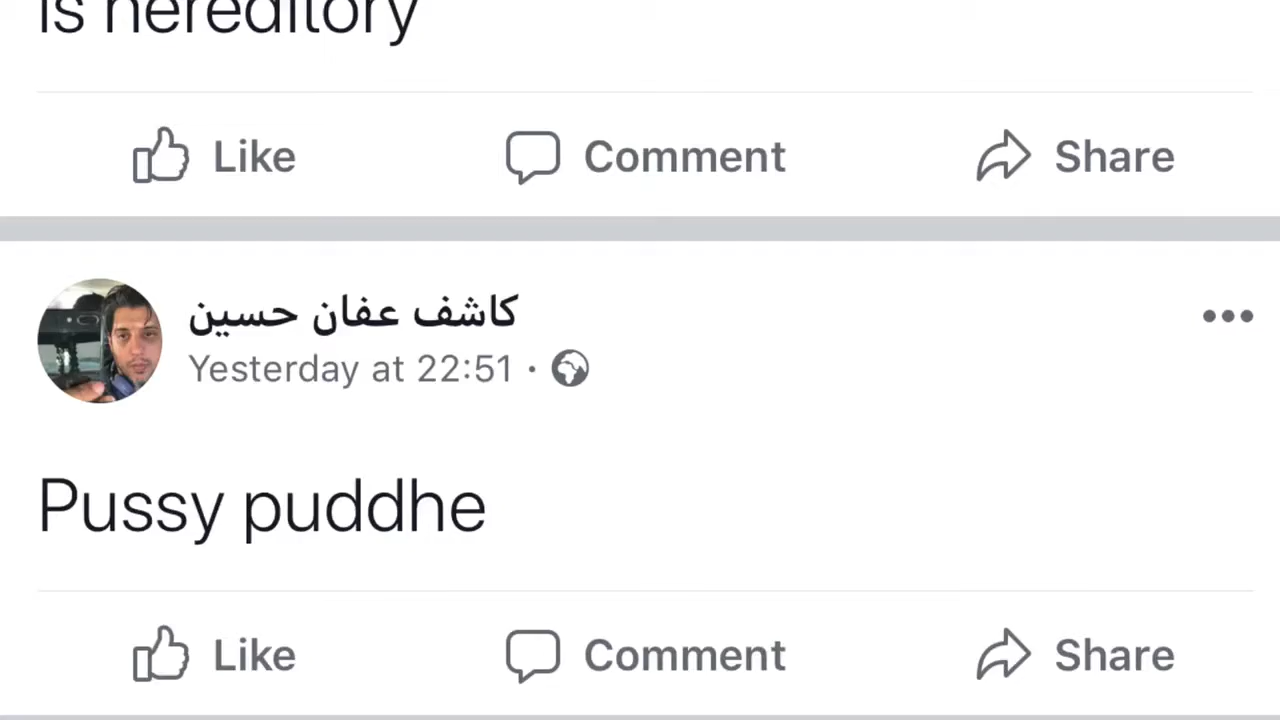 is hereditory
Like Comment Share
كاشف عفان حسين
Yesterday at 22:51 ·
Pussy puddhe
Like Comment Share